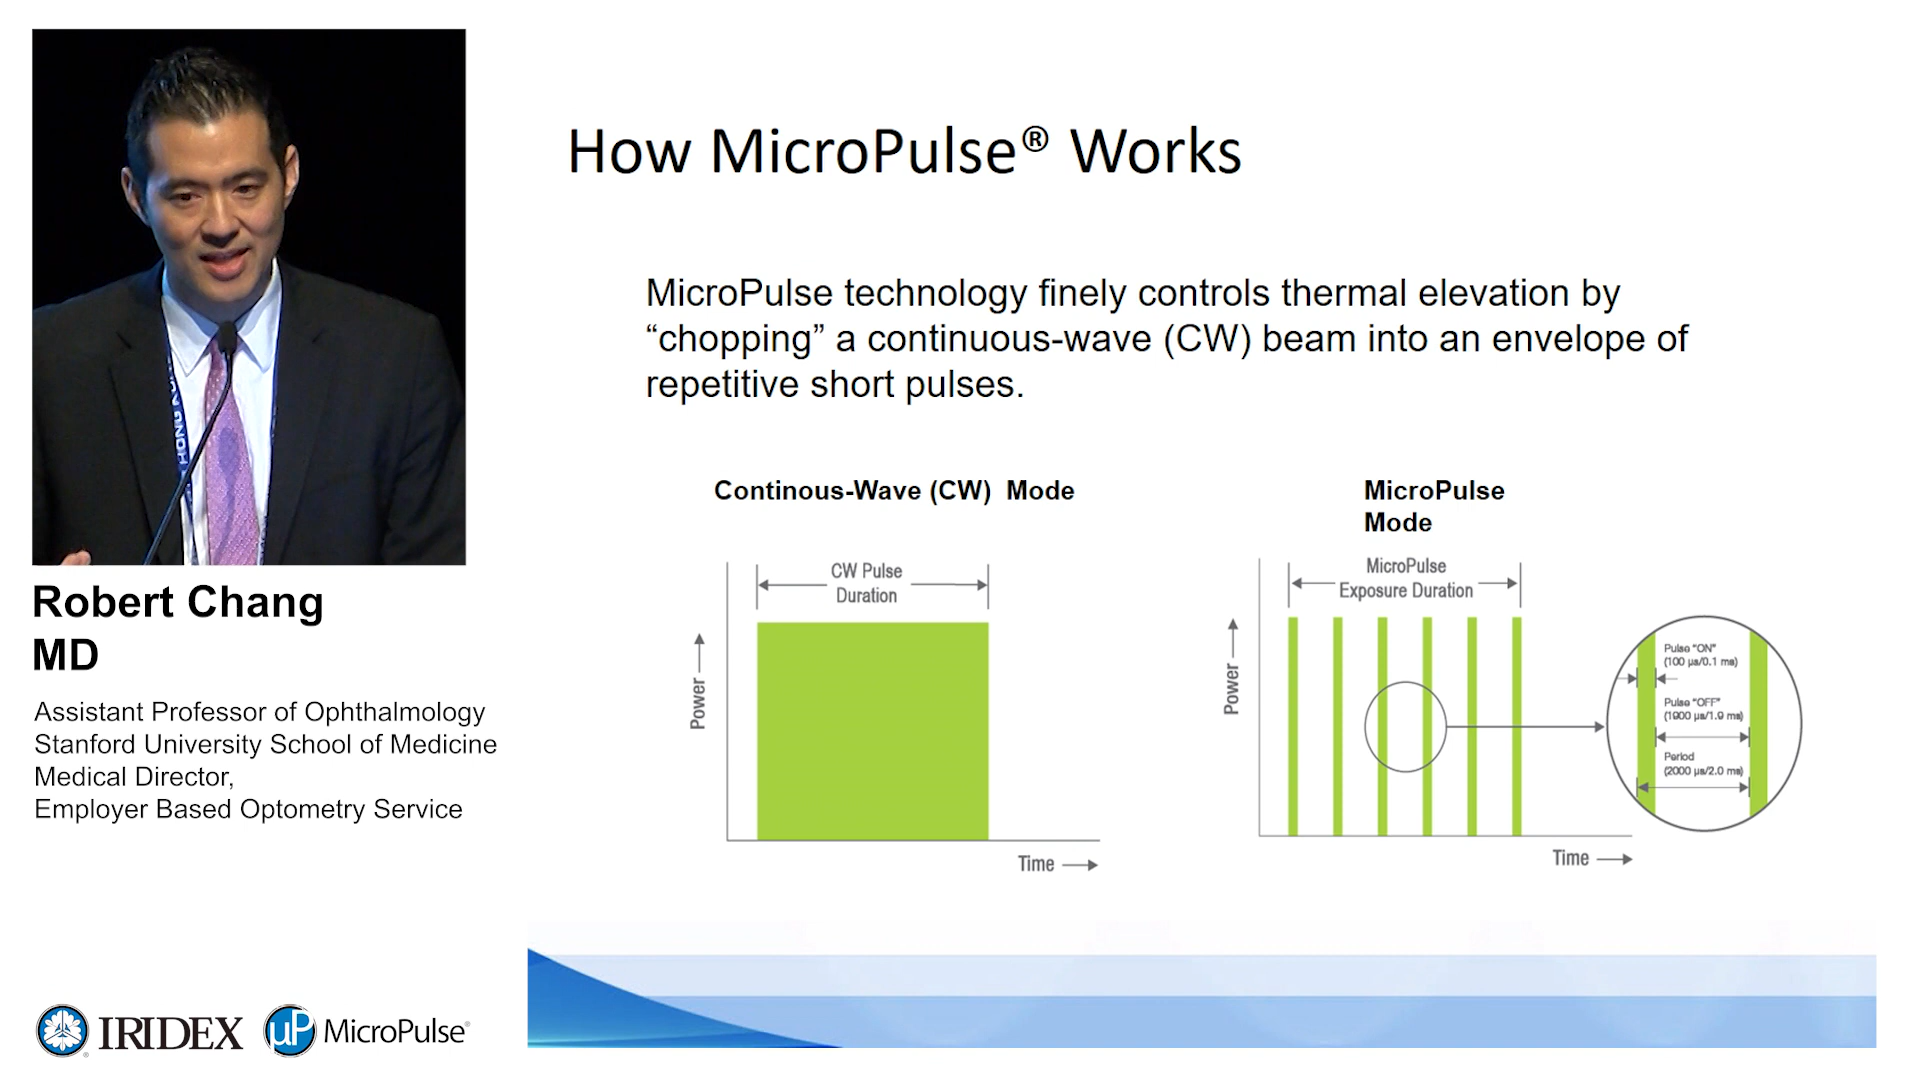 How MicroPulse® Works
MicroPulse technology finely controls thermal elevation by
“chopping” a continuous-wave (CW) beam into an envelope of
repetitive short pulses.
Continous-Wave (CW) Mode
CW Pulse
Duration
Power
Time
MicroPulse
Mode
MicroPulse
Exposure Duration
Power
Time
Pulse "ON"
(100 µs/0.1 ms)
Pulse "OFF"
(1900 µs/1.9 ms)
Period
(2000 µs/2.0 ms)
HONG KON
Robert Chang
MD
Assistant Professor of Ophthalmology
Stanford University School of Medicine
Medical Director,
Employer Based Optometry Service
IRIDEX®
µP MicroPulse®